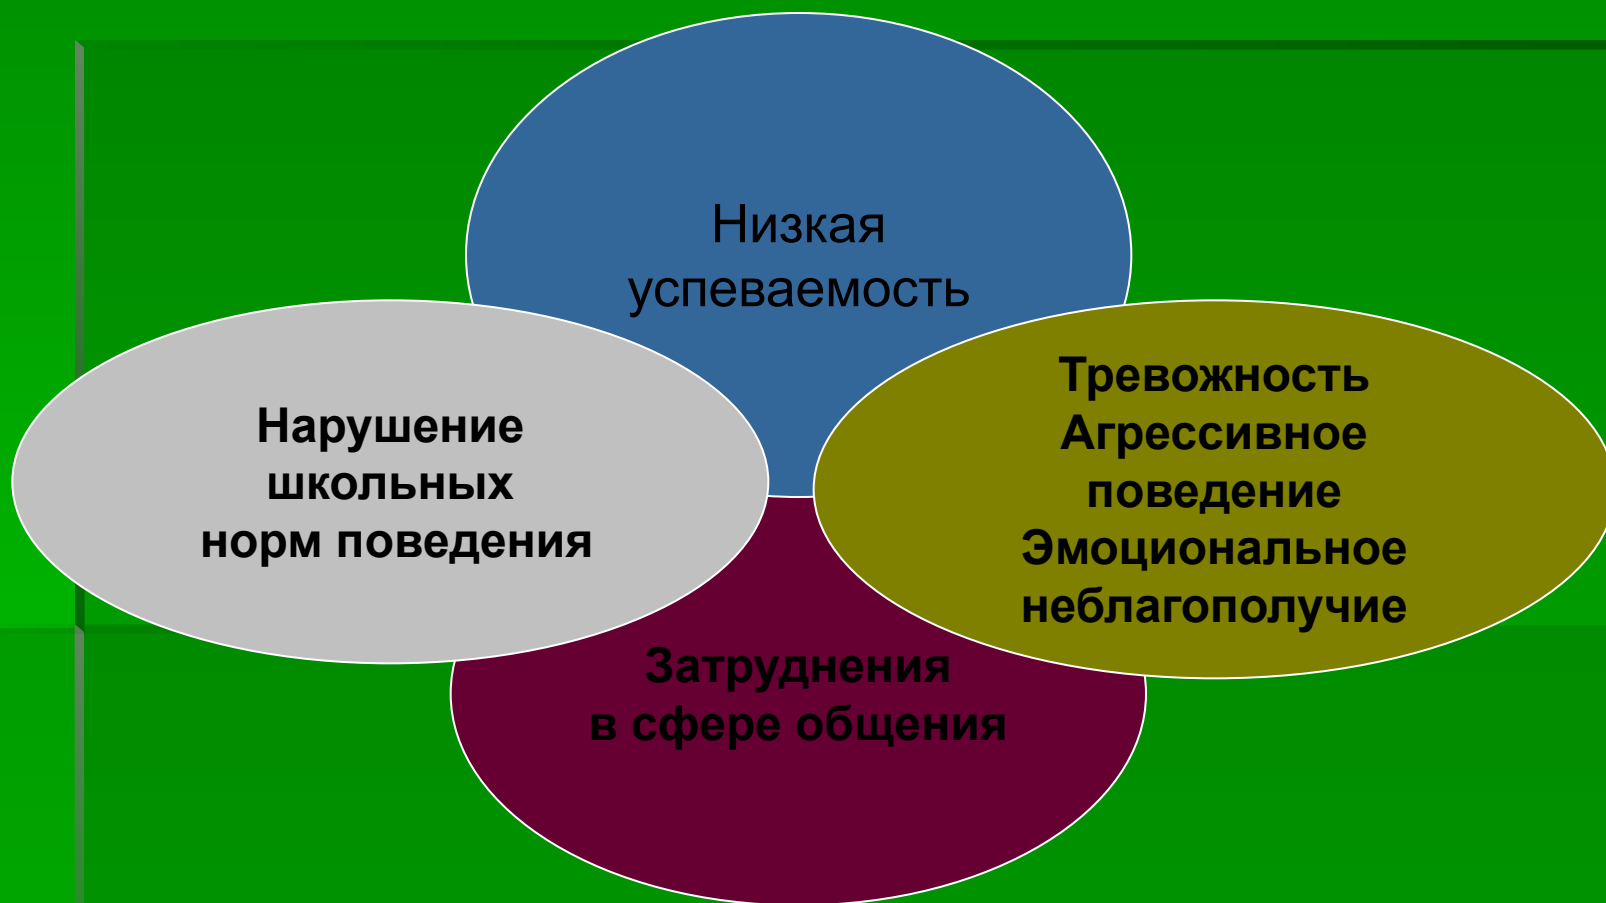 Низкая
успеваемость
Нарушение
школьных
норм поведения
Тревожность
Агрессивное
поведение
Эмоциональное
неблагополучие
Затруднения
в сфере общения